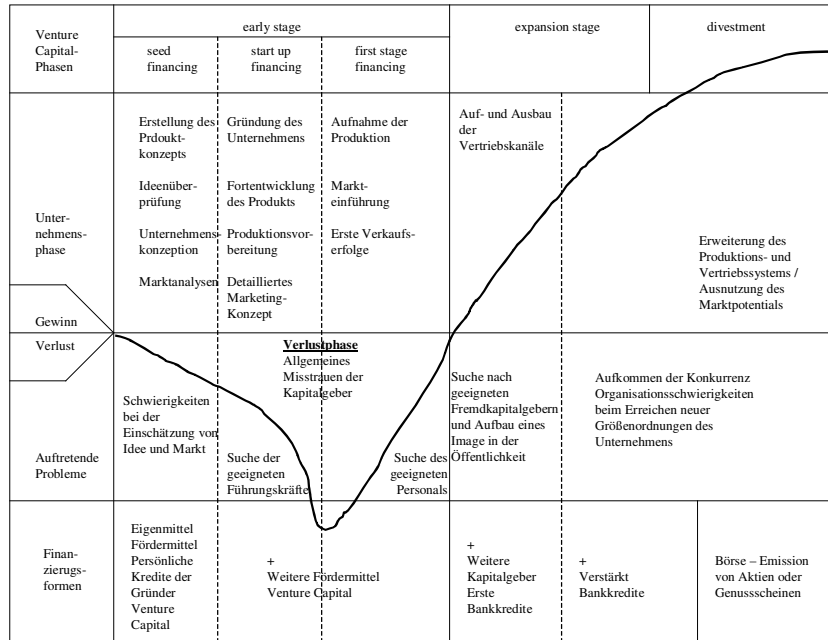 Venture
Capital-
Phasen
early stage
expansion stage
divestment
seed
financing
start up
financing
first stage
financing
Unter-
nehmens-
phase
Erstellung des
Prdoukt-
konzepts
Ideenüber-
prüfung
Unternehmens-
konzeption
Marktanalysen
Gründung des
Unternehmens
Fortentwicklung
des Produkts
Produktionsvor-
bereitung
Detailliertes
Marketing-
Konzept
Aufnahme der
Produktion
Markt-
einführung
Erste Verkaufs-
erfolge
Auf- und Ausbau
der
Vertriebskanäle
Erweiterung des
Produktions- und
Vertriebssystems /
Ausnutzung des
Marktpotentials
Gewinn
Verlust
Auftretende
Probleme
Schwierigkeiten
bei der
Einschätzung von
Idee und Markt
Verlustphase
Allgemeines
Misstrauen der
Kapitalgeber
Suche der
geeigneten
Führungskräfte
Suche des
geeigneten
Personals
Suche nach
geeigneten
Fremdkapitalgebern
und Aufbau eines
Image in der
Öffentlichkeit
Aufkommen der Konkurrenz
Organisationsschwierigkeiten
beim Erreichen neuer
Größenordnungen des
Unternehmens
Finan-
zierungs-
formen
Eigenmittel
Fördermittel
Persönliche
Kredite der
Gründer
Venture
Capital
+
Weitere Fördermittel
Venture Capital
+
Weitere
Kapitalgeber
Erste
Bankkredite
+
Verstärkt
Bankkredite
Börse – Emission
von Aktien oder
Genussscheinen